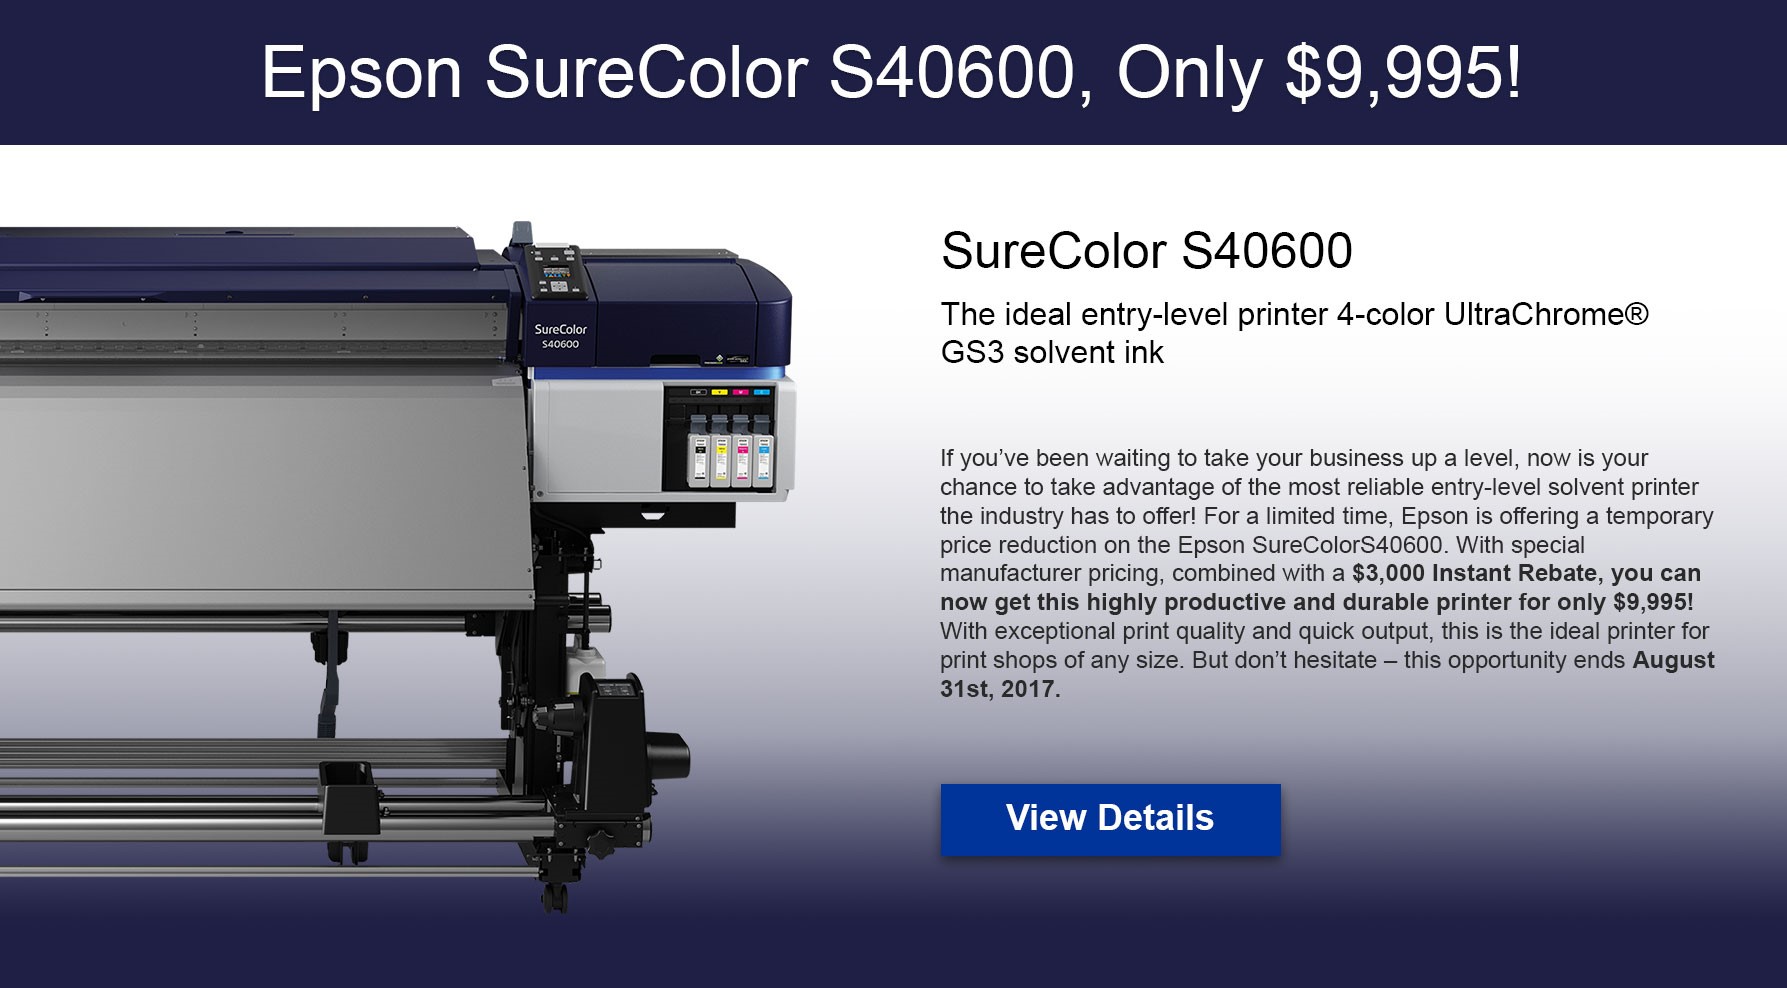 Epson SureColor S40600, Only $9,995!
SureColor
S40600
SureColor S40600
The ideal entry-level printer 4-color UltraChrome®
GS3 solvent ink
If you’ve been waiting to take your business up a level, now is your
chance to take advantage of the most reliable entry-level solvent printer
the industry has to offer! For a limited time, Epson is offering a temporary
price reduction on the Epson SureColorS40600. With special
manufacturer pricing, combined with a $3,000 Instant Rebate, you can
now get this highly productive and durable printer for only $9,995!
With exceptional print quality and quick output, this is the ideal printer for
print shops of any size. But don’t hesitate – this opportunity ends August
31st, 2017.
View Details